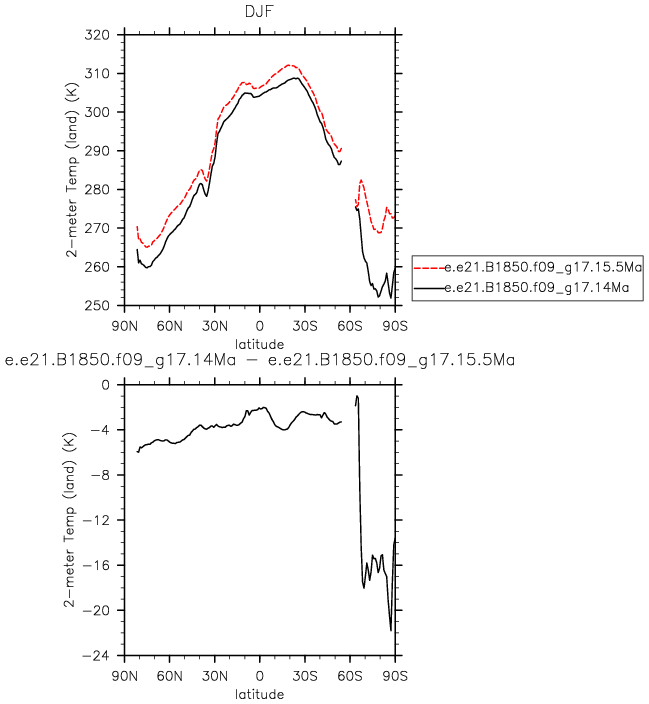 DJF
320
310
300
290
280
270
260
250
2-meter Temp (land) (K)
90N 60N 30N 0 30S 60S 90S
latitude
e.e21.B1850.f09_g17.15.5Ma
e.e21.B1850.f09_g17.14Ma
e.e21.B1850.f09_g17.14Ma - e.e21.B1850.f09_g17.15.5Ma
0
-4
-8
-12
-16
-20
-24
2-meter Temp (land) (K)
90N 60N 30N 0 30S 60S 90S
latitude